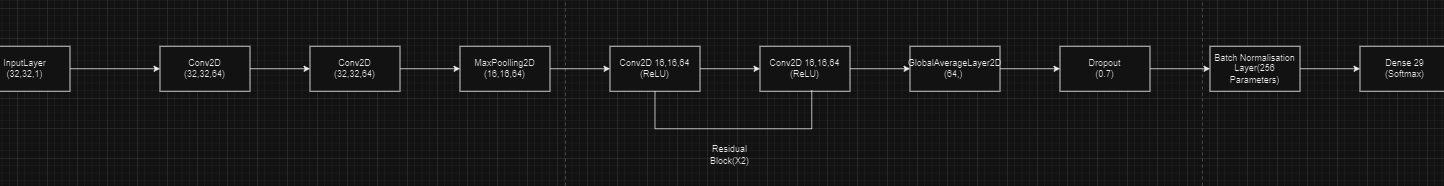 InputLayer
(32,32,1)
Conv2D
(32,32,64)
Conv2D
(32,32,64)
MaxPoolling2D
(16,16,64)
Conv2D 16,16,64
(ReLU)
Conv2D 16,16,64
(ReLU)
GlobalAverageLayer2D
(64,)
Dropout
(0.7)
Batch Normalisation
Layer(256
Parameters)
Dense 29
(Softmax)
Residual
Block(X2)